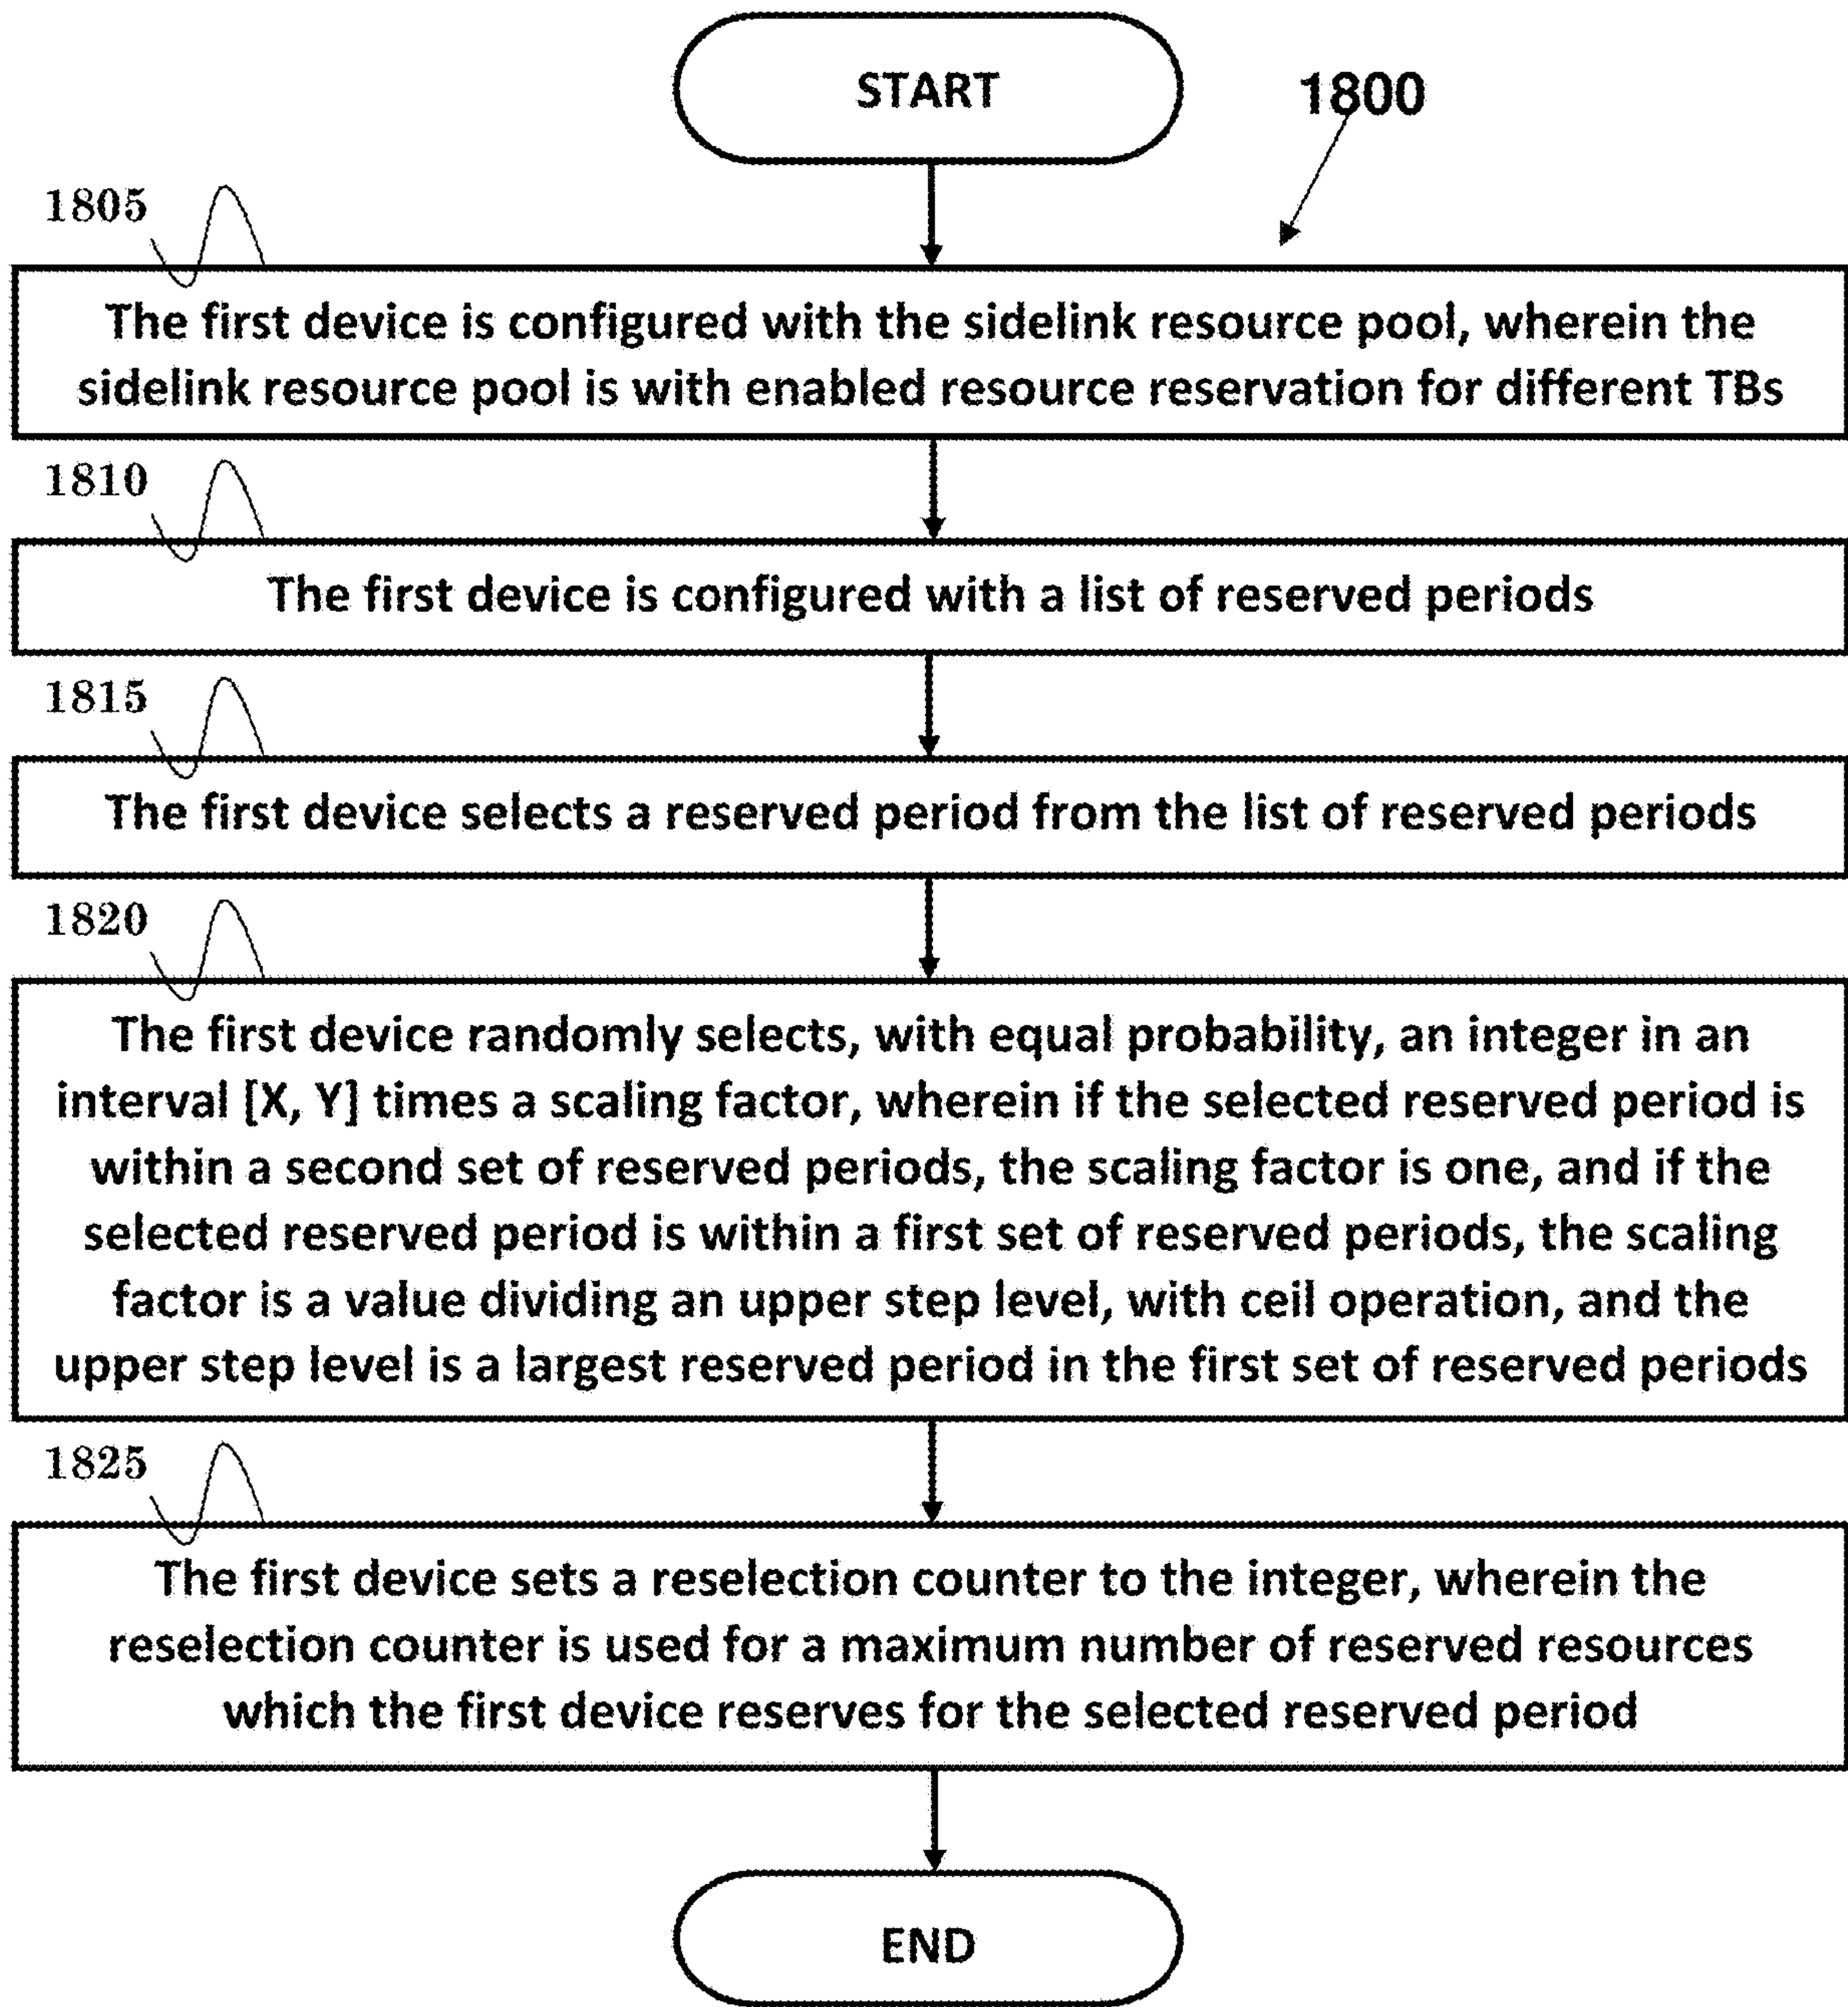 START
1800
1805
The first device is configured with the sidelink resource pool, wherein the
sidelink resource pool is with enabled resource reservation for different TBs
1810
The first device is configured with a list of reserved periods
1815
The first device selects a reserved period from the list of reserved periods
1820
The first device randomly selects, with equal probability, an integer in an
interval [X, Y] times a scaling factor, wherein if the selected reserved period is
within a second set of reserved periods, the scaling factor is one, and if the
selected reserved period is within a first set of reserved periods, the scaling
factor is a value dividing an upper step level, with ceil operation, and the
upper step level is a largest reserved period in the first set of reserved periods
1825
The first device sets a reselection counter to the integer, wherein the
reselection counter is used for a maximum number of reserved resources
which the first device reserves for the selected reserved period
END